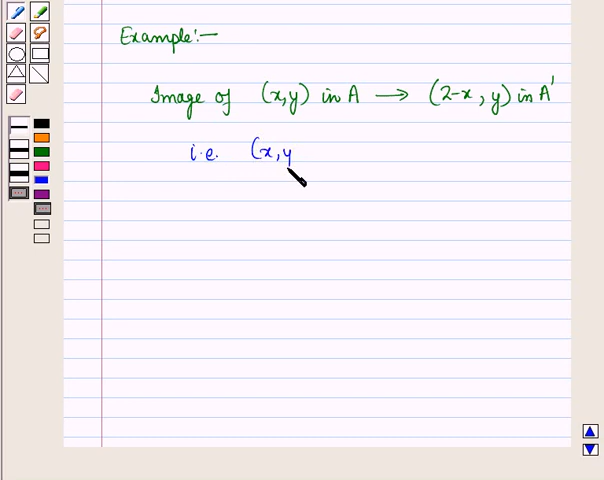 Example:-
Image of (x,y) in A → (2-x, y) in A'
i.e. (x,y